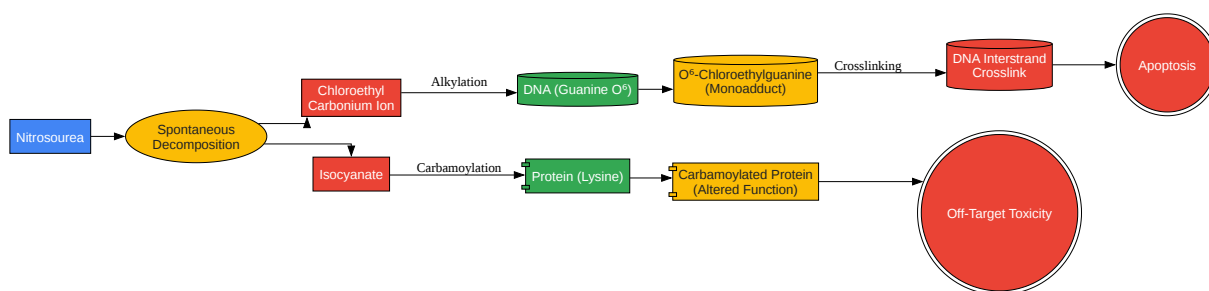 Nitrosourea
Spontaneous
Decomposition
Chloroethyl
Carbonium Ion
Alkylation
DNA (Guanine O⁶)
O⁶-Chloroethylguanine
(Monoadduct)
Crosslinking
DNA Interstrand
Crosslink
Apoptosis
Isocyanate
Carbamoylation
Protein (Lysine)
Carbamoylated Protein
(Altered Function)
Off-Target Toxicity